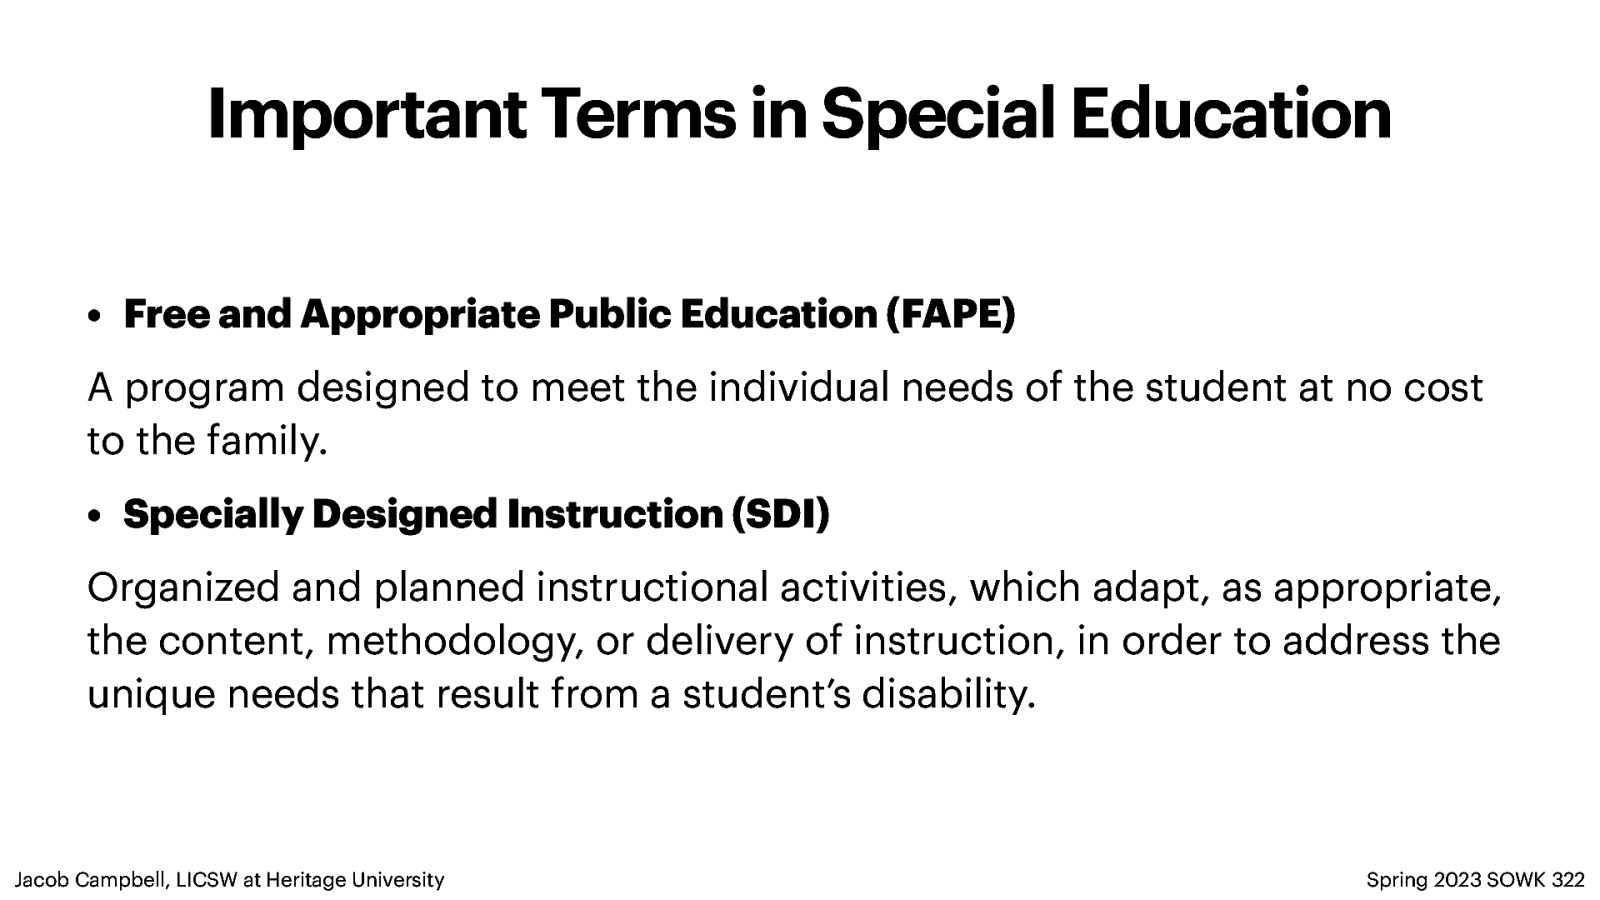 Important Terms in Special Education
• Free and Appropriate Public Education (FAPE)
A program designed to meet the individual needs of the student at no cost
to the family.
• Specially Designed Instruction (SDI)
Organized and planned instructional activities, which adapt, as appropriate,
the content, methodology, or delivery of instruction, in order to address the
unique needs that result from a student’s disability.
Jacob Campbell, LICSW at Heritage University
Spring 2023 SOWK 322